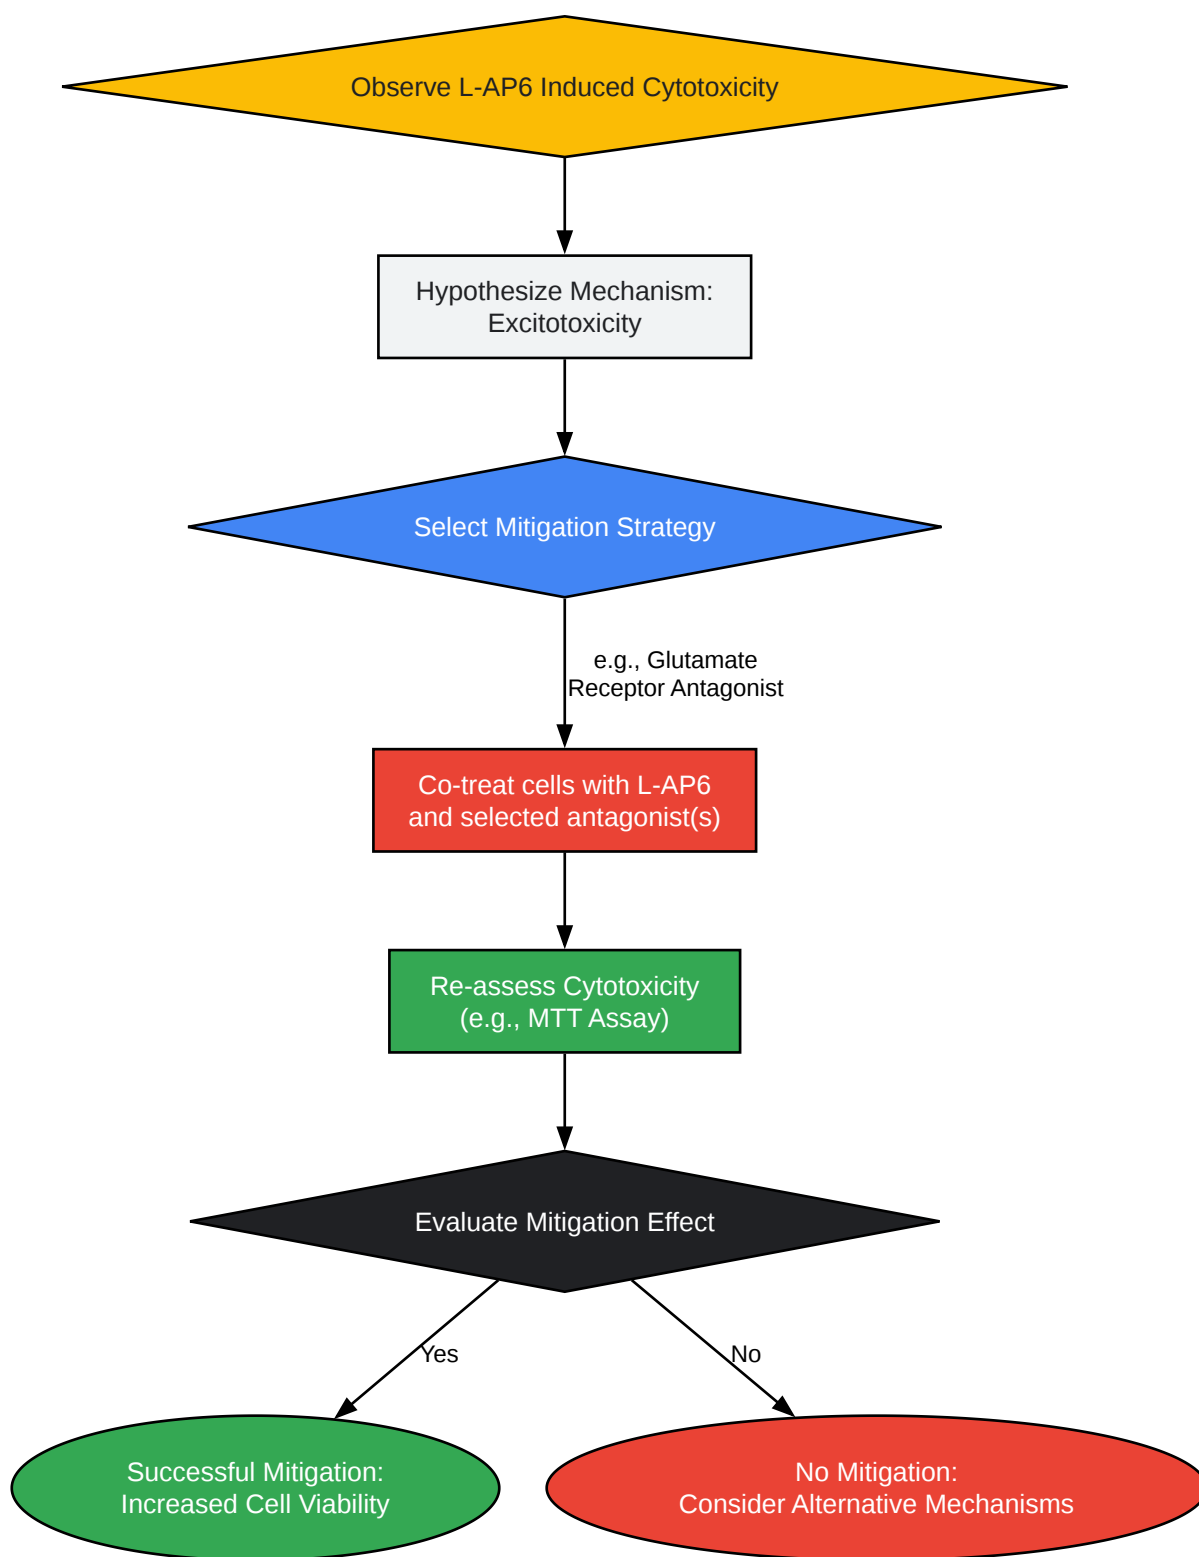 Observe L-AP6 Induced Cytotoxicity
Hypothesize Mechanism:
Excitotoxicity
Select Mitigation Strategy
e.g., Glutamate
Receptor Antagonist
Co-treat cells with L-AP6
and selected antagonist(s)
Re-assess Cytotoxicity
(e.g., MTT Assay)
Evaluate Mitigation Effect
Yes
No
Successful Mitigation:
Increased Cell Viability
No Mitigation:
Consider Alternative Mechanisms